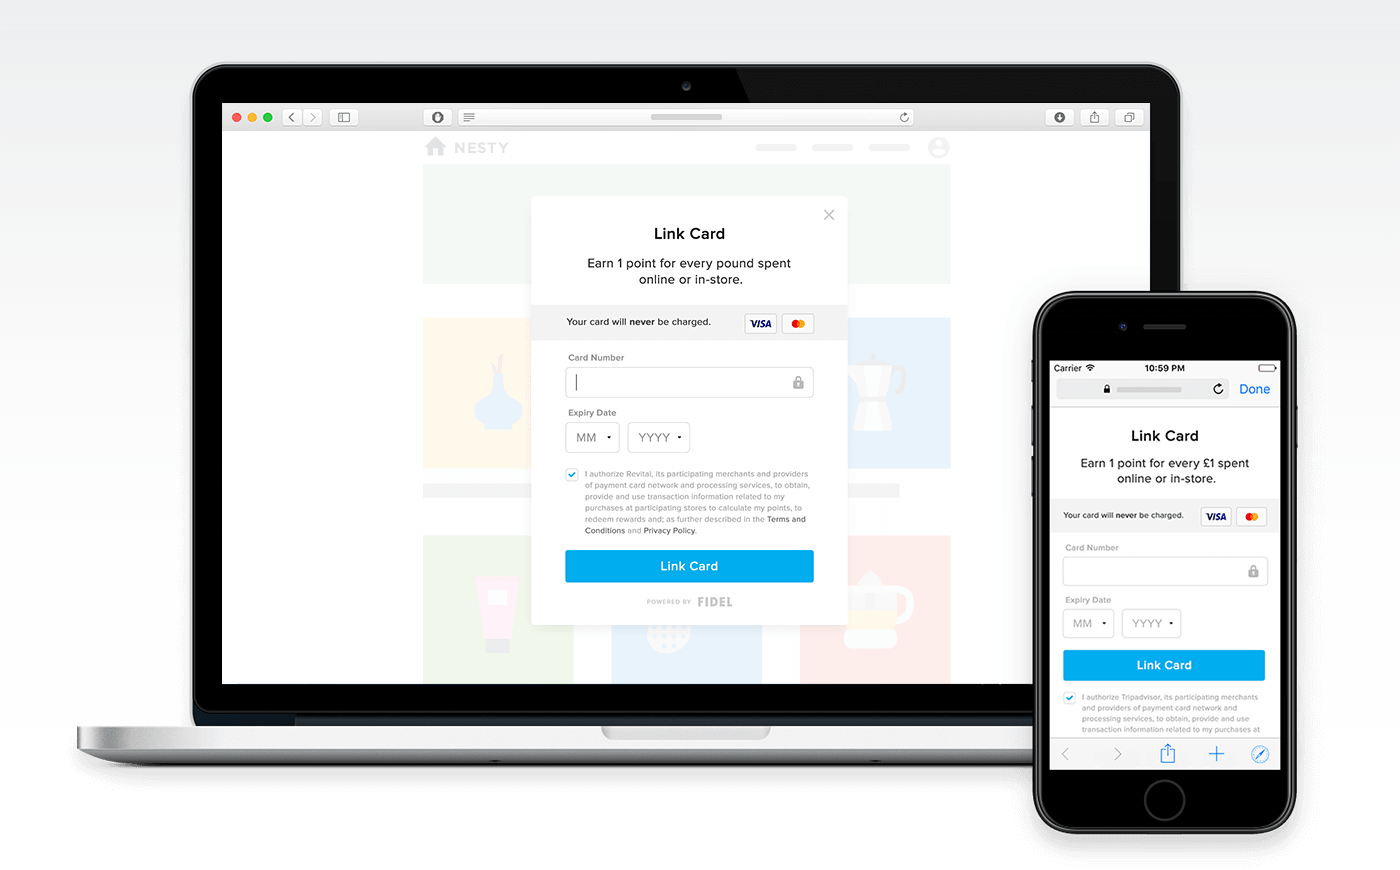 NESTY
Link Card
Earn 1 point for every pound spent
online or in-store.
Your card will never be charged.
VISA
Card Number
Expiry Date
MM
YYYY
I authorize Revital, its participating merchants and providers
of payment card network and processing services, to obtain,
provide and use transaction information related to my
purchases at participating stores to calculate my points, to
redeem rewards and; as further described in the Terms and
Conditions and Privacy Policy.
Link Card
POWERED BY FIDEL
Carrier
10:59 PM
Done
Link Card
Earn 1 point for every £1 spent
online or in-store.
Your card will never be charged.
VISA
Card Number
Expiry Date
MM
YYYY
Link Card
I authorize Tripadvisor, its participating merchants
and providers of payment card network and
processing services, to obtain, provide and use
transaction information related to my purchases at